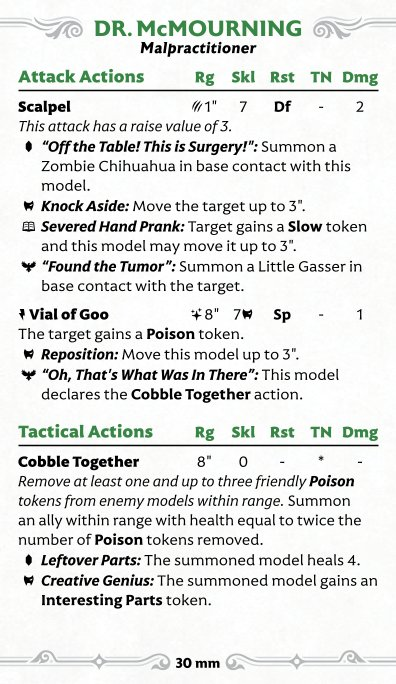 DR. McMOURNING
Malpractitioner
Attack Actions Rg Skl Rst TN Dmg
Scalpel 1" 7 Df - 2
This attack has a raise value of 3.
"Off the Table! This is Surgery!": Summon a
Zombie Chihuahua in base contact with this
model.
Knock Aside: Move the target up to 3".
Severed Hand Prank: Target gains a Slow token
and this model may move it up to 3".
"Found the Tumor": Summon a Little Gasser in
base contact with the target.
Vial of Goo 8" 7 Sp - 1
The target gains a Poison token.
Reposition: Move this model up to 3".
"Oh, That's What Was In There": This model
declares the Cobble Together action.
Tactical Actions Rg Skl Rst TN Dmg
Cobble Together 8" 0 - * -
Remove at least one and up to three friendly Poison
tokens from enemy models within range. Summon
an ally within range with health equal to twice the
number of Poison tokens removed.
Leftover Parts: The summoned model heals 4.
Creative Genius: The summoned model gains an
Interesting Parts token.
30 mm